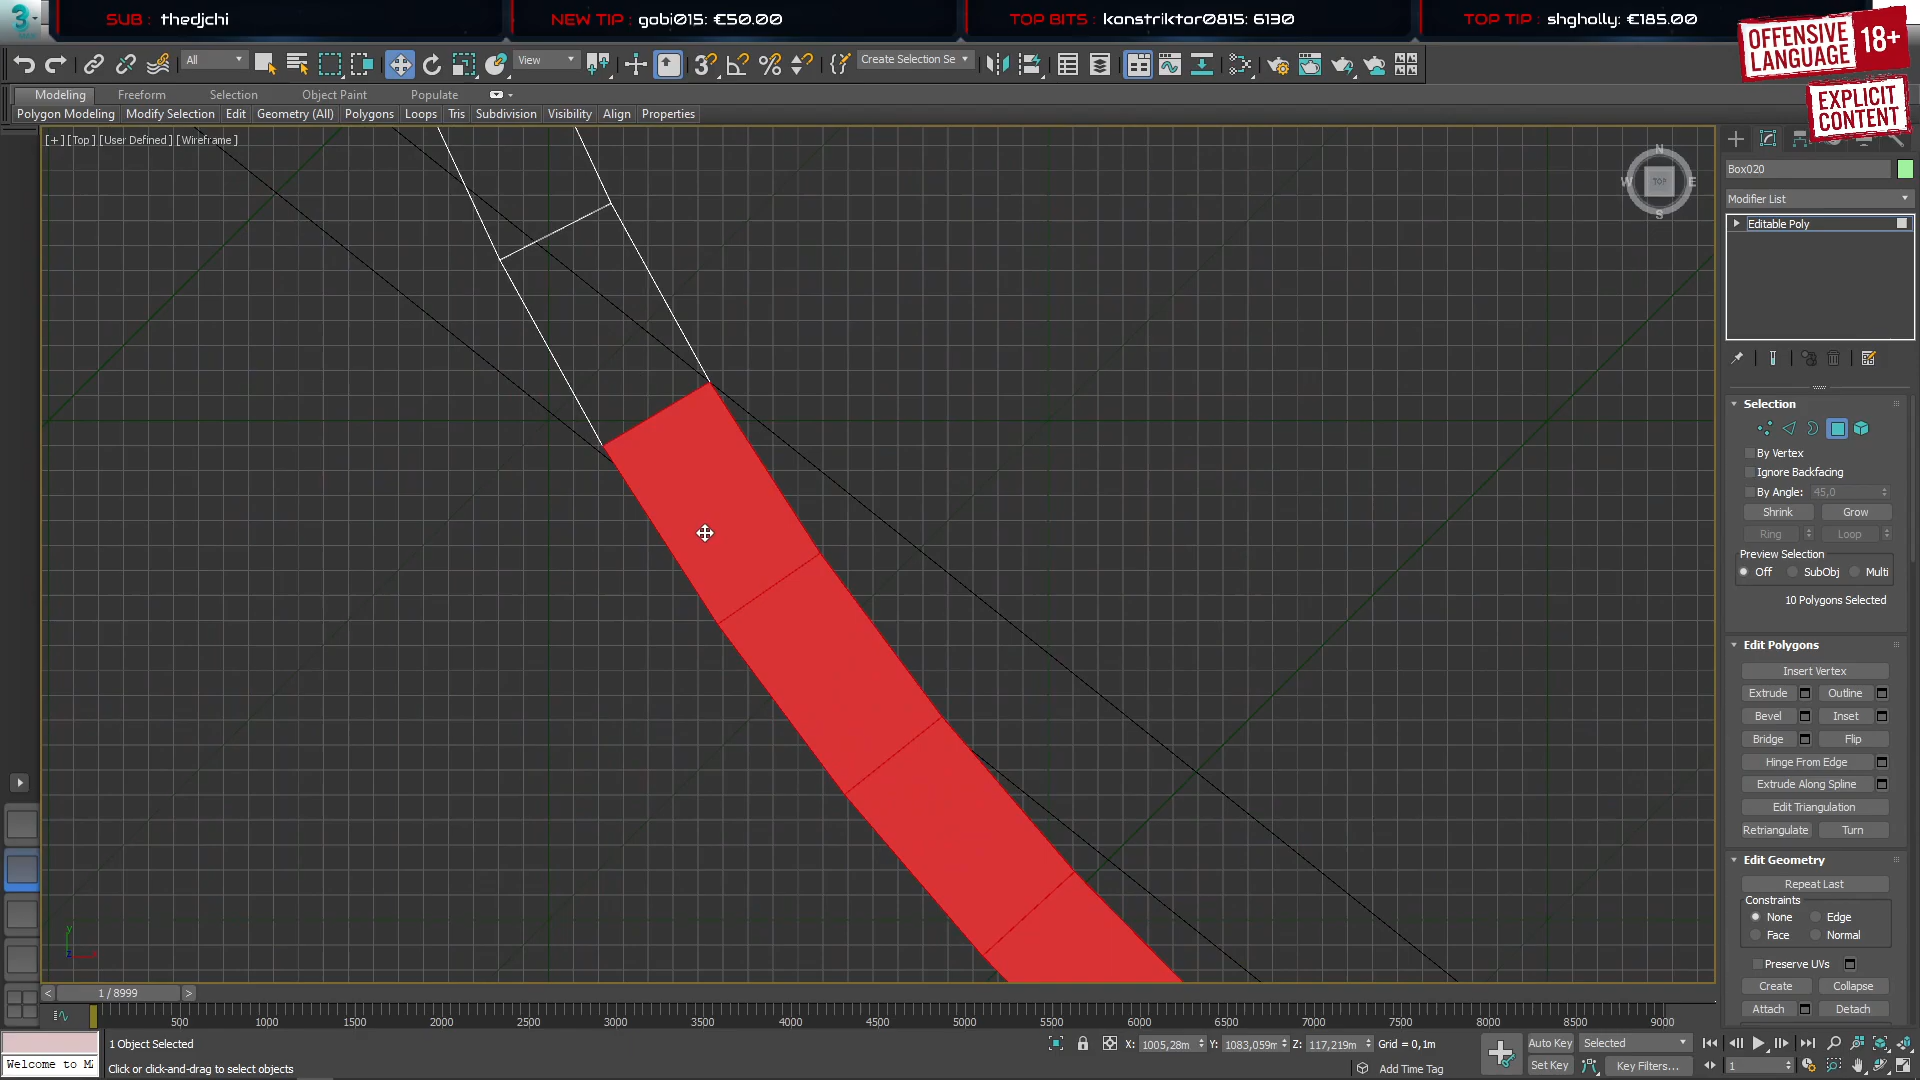 SUB : thedjchi
NEW TIP : gabi015: €50.00
TOP BITS : konstriktor0815: 6130
TOP TIP : shgholly: €185.00
OFFENSIVE LANGUAGE 18+
EXPLICIT CONTENT
All
View
Create Selection Se
Modeling
Freeform
Selection
Object Paint
Populate
Polygon Modeling
Modify Selection
Edit
Geometry (All)
Polygons
Loops
Tris
Subdivision
Visibility
Align
Properties
[+] [Top] [User Defined] [Wireframe]
N
W
TOP
E
S
Box020
Modifier List
Editable Poly
Selection
By Vertex
Ignore Backfacing
By Angle: 45,0
Shrink
Grow
Ring
Loop
Preview Selection
Off
SubObj
Multi
10 Polygons Selected
Edit Polygons
Insert Vertex
Extrude
Outline
Bevel
Inset
Bridge
Flip
Hinge From Edge
Extrude Along Spline
Edit Triangulation
Retriangulate
Turn
Edit Geometry
Repeat Last
Constraints
None
Edge
Face
Normal
Preserve UVs
Create
Collapse
Attach
Detach
y
1 / 8999
500 1000 1500 2000 2500 3000 3500 4000 4500 5000 5500 6000 6500 7000 7500 8000 8500 9000
1 Object Selected
X: 1005,28m
Y: 1083,059m
Z: 117,219m
Grid = 0,1m
Auto Key
Selected
Welcome to M
Click or click-and-drag to select objects
Add Time Tag
Set Key
Key Filters...
1